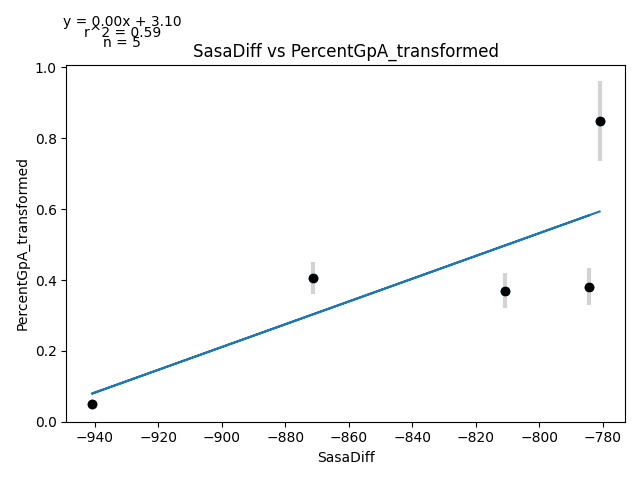 y = 0.00x + 3.10
r^2 = 0.59
n = 5
SasaDiff vs PercentGpA_transformed
1.0
0.8
0.6
0.4
0.2
0.0
PercentGpA_transformed
−940 −920 −900 −880 −860 −840 −820 −800 −780
SasaDiff